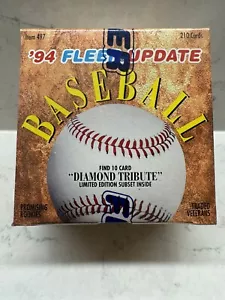 Item 497
210 Cards
'94 FLEER UPDATE
BASEBALL
FIND 10 CARD
"DIAMOND TRIBUTE"
LIMITED EDITION SUBSET INSIDE
PROMISING
ROOKIES
TRADED
VETERANS